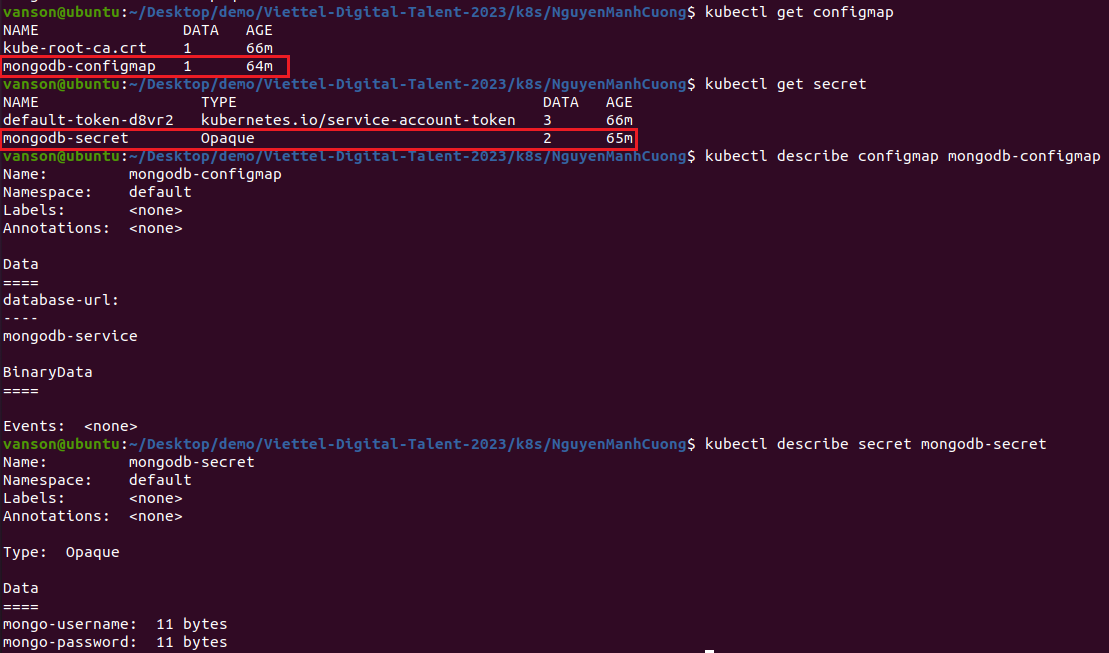 vanson@ubuntu:~/Desktop/demo/Viettel-Digital-Talent-2023/k8s/NguyenManhCuong$ kubectl get configmap
NAME                DATA   AGE
kube-root-ca.crt    1      66m
mongodb-configmap   1      64m
vanson@ubuntu:~/Desktop/demo/Viettel-Digital-Talent-2023/k8s/NguyenManhCuong$ kubectl get secret
NAME                  TYPE                                  DATA   AGE
default-token-d8vr2   kubernetes.io/service-account-token   3      66m
mongodb-secret        Opaque                                2      65m
vanson@ubuntu:~/Desktop/demo/Viettel-Digital-Talent-2023/k8s/NguyenManhCuong$ kubectl describe configmap mongodb-configmap
Name:         mongodb-configmap
Namespace:    default
Labels:       <none>
Annotations:  <none>

Data
====
database-url:
----
mongodb-service

BinaryData
====

Events:  <none>
vanson@ubuntu:~/Desktop/demo/Viettel-Digital-Talent-2023/k8s/NguyenManhCuong$ kubectl describe secret mongodb-secret
Name:         mongodb-secret
Namespace:    default
Labels:       <none>
Annotations:  <none>

Type:  Opaque

Data
====
mongo-username:  11 bytes
mongo-password:  11 bytes